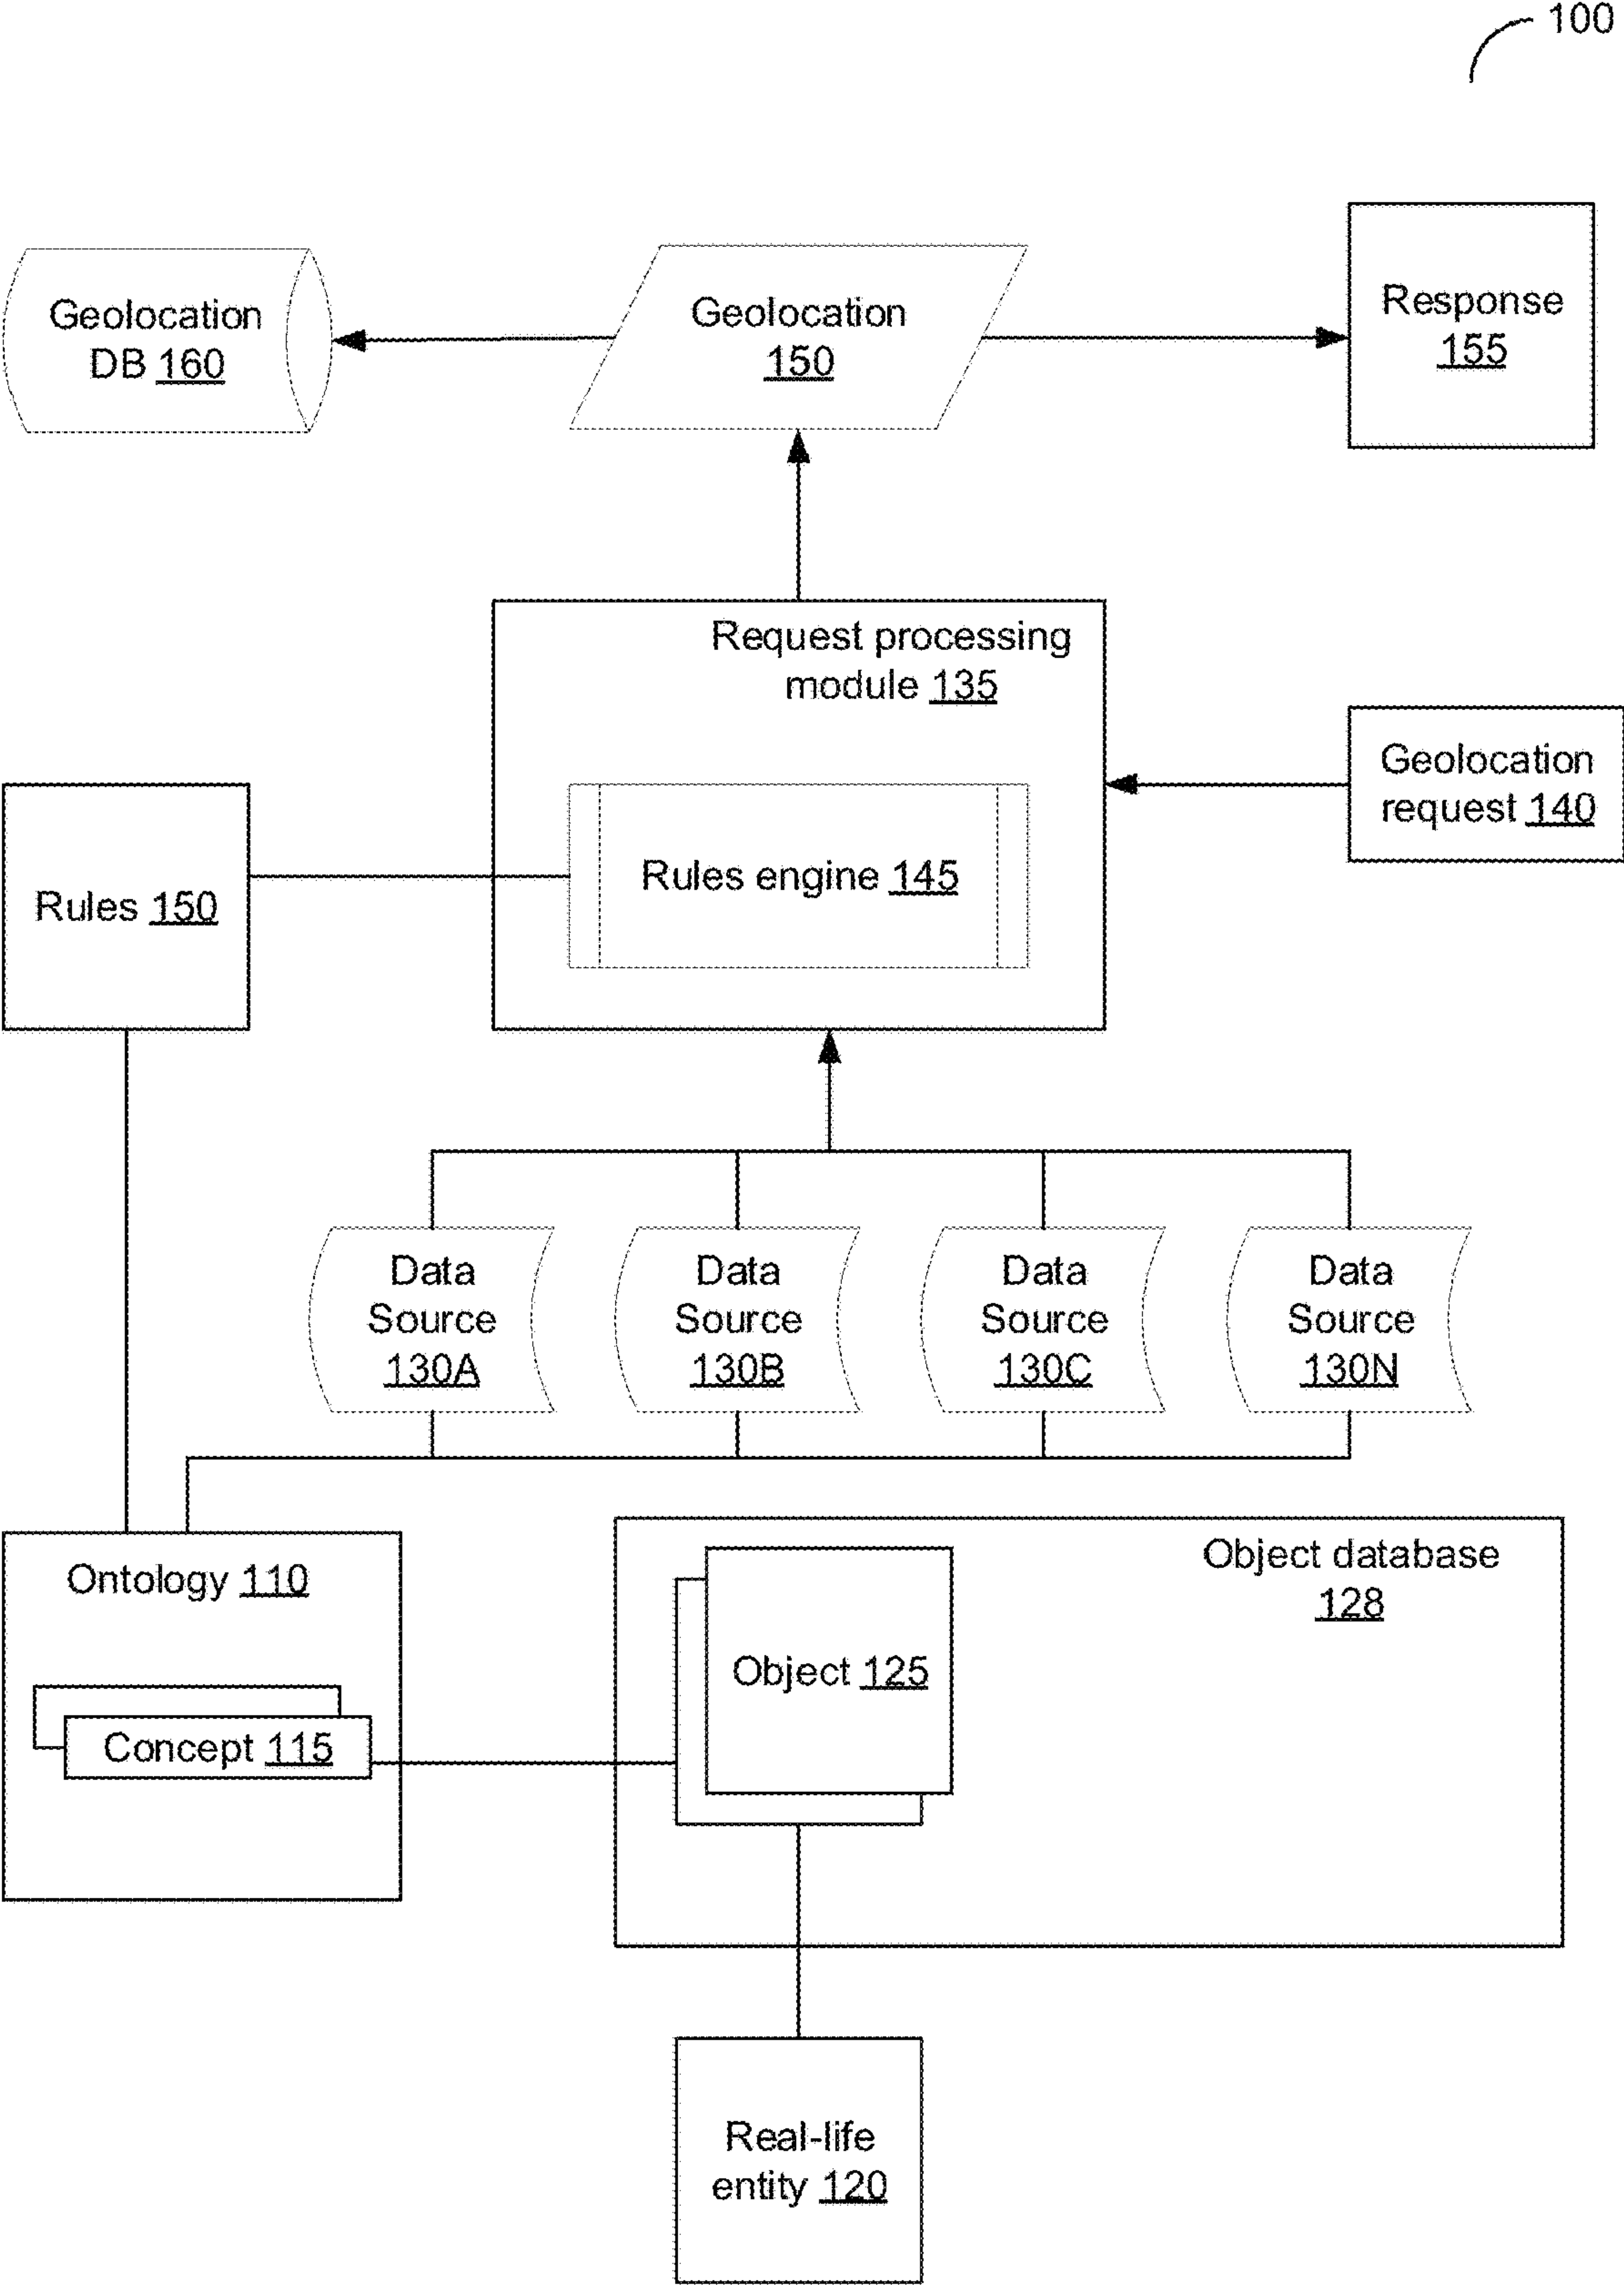 100
Geolocation
DB 160
Geolocation
150
Response
155
Request processing
module 135
Geolocation
request 140
Rules engine 145
Rules 150
Data
Source
130A
Data
Source
130B
Data
Source
130C
Data
Source
130N
Ontology 110
Concept 115
Object database
128
Object 125
Real-life
entity 120